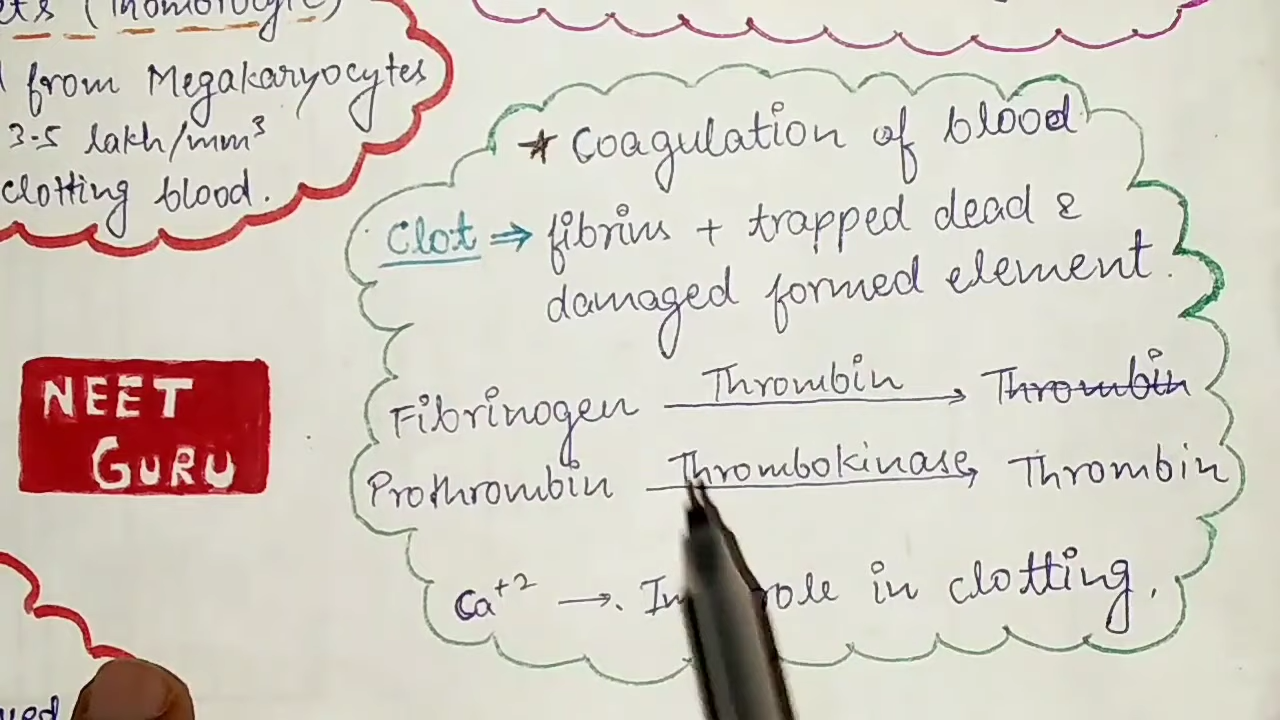 from Megakaryocytes
3-5 lakh/mm³
clotting blood.
★ Coagulation of blood
Clot ⇒ fibrins + trapped dead &
damaged formed element.
Fibrinogen Thrombin → Thrombin
Prothrombin Thrombokinase → Thrombin
Ca⁺² → role in clotting.
NEET
GURU